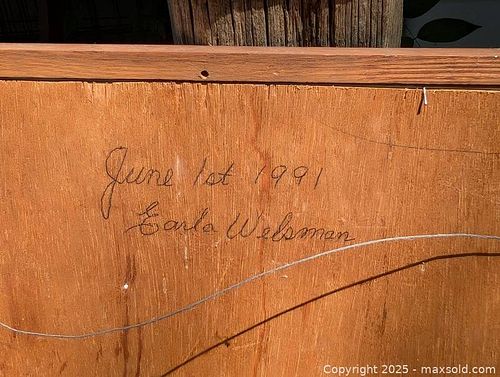 June 1st 1991
Earla Welsman
Copyright © 2025 - maxsold.com